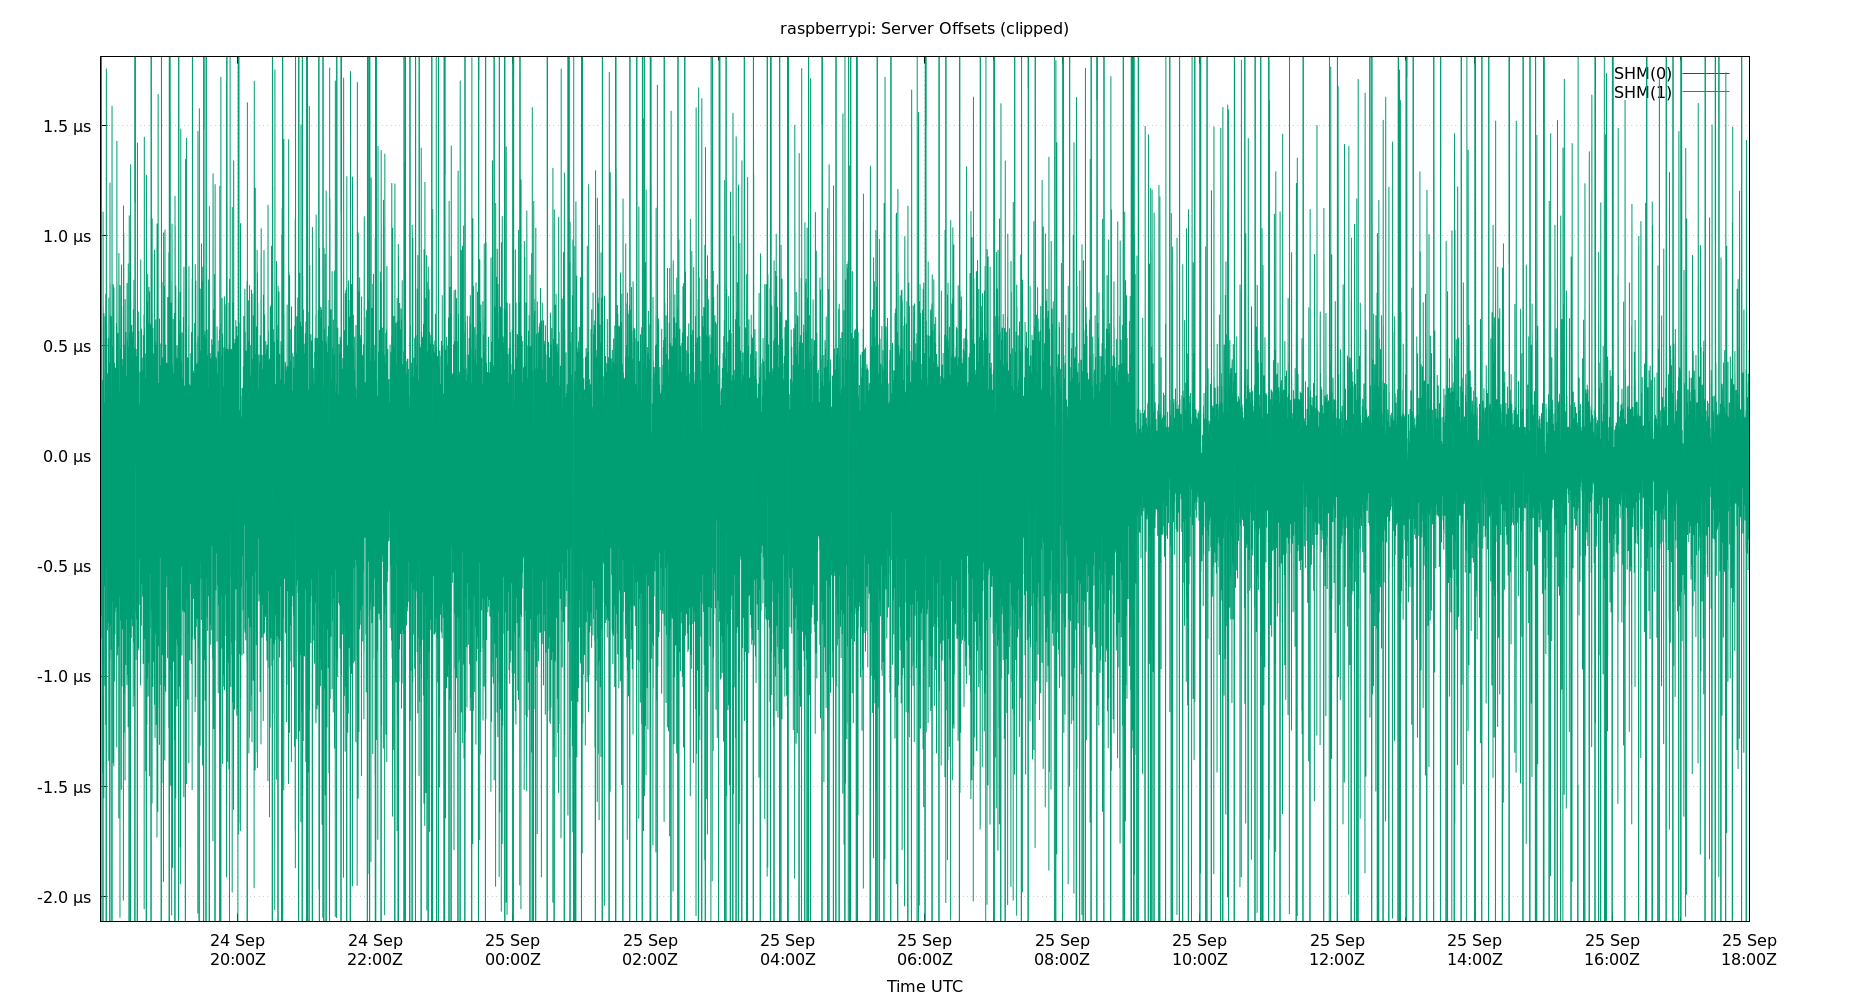 raspberrypi: Server Offsets (clipped)
SHM(0)
SHM(1)
1.5 µs
1.0 µs
0.5 µs
0.0 µs
-0.5 µs
-1.0 µs
-1.5 µs
-2.0 µs
24 Sep 24 Sep 25 Sep 25 Sep 25 Sep 25 Sep 25 Sep 25 Sep 25 Sep 25 Sep 25 Sep 25 Sep
20:00Z 22:00Z 00:00Z 02:00Z 04:00Z 06:00Z 08:00Z 10:00Z 12:00Z 14:00Z 16:00Z 18:00Z
Time UTC